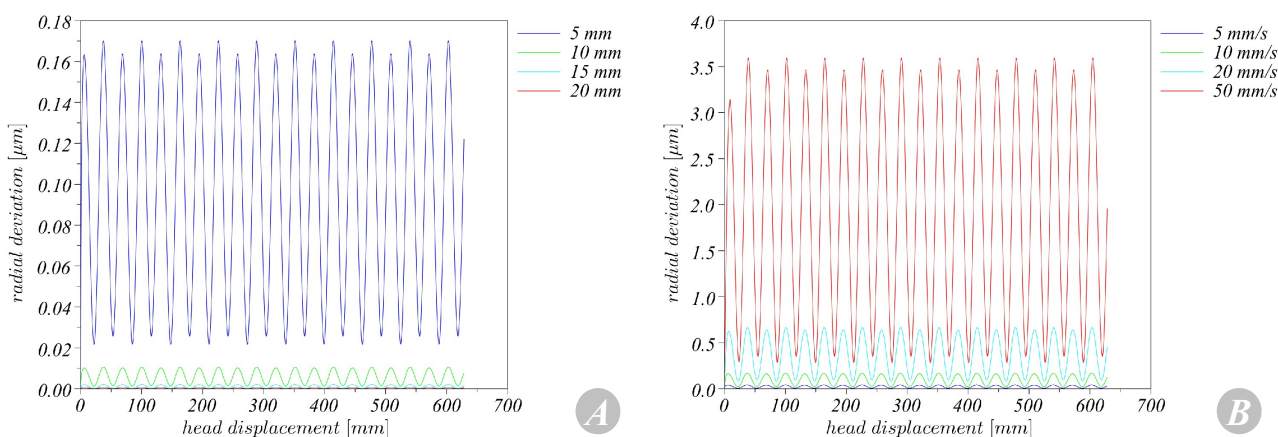 0.18
0.16
0.14
0.12
0.10
0.08
0.06
0.04
0.02
0.00
radial deviation [μm]
0 100 200 300 400 500 600 700
head displacement [mm]
5 mm
10 mm
15 mm
20 mm
A
4.0
3.5
3.0
2.5
2.0
1.5
1.0
0.5
0.0
radial deviation [μm]
0 100 200 300 400 500 600 700
head displacement [mm]
5 mm/s
10 mm/s
20 mm/s
50 mm/s
B